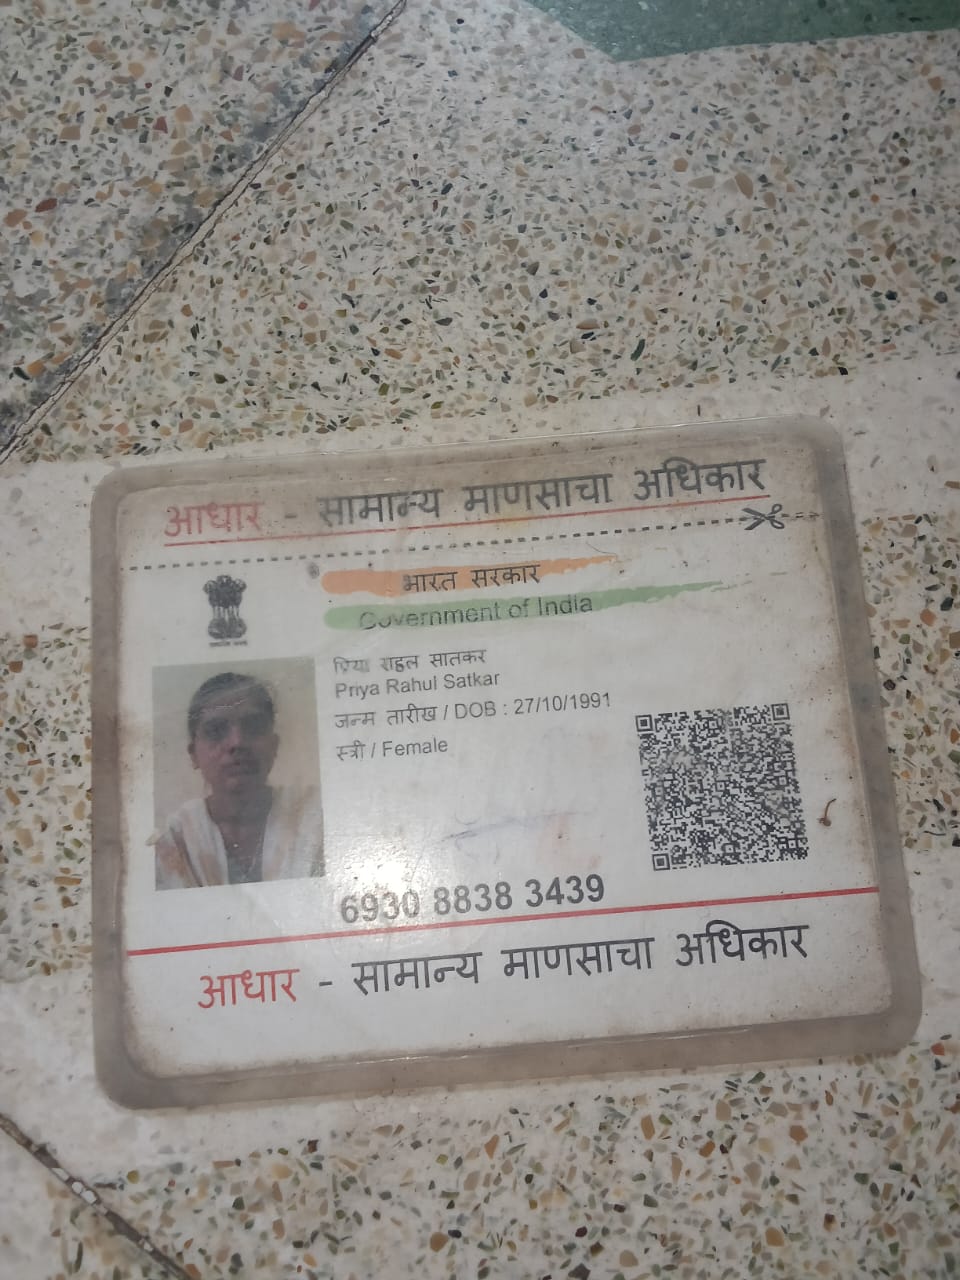 आधार - सामान्य माणसाचा अधिकार
भारत सरकार
Government of India
प्रिया राहुल सातकर
Priya Rahul Satkar
जन्म तारीख / DOB : 27/10/1991
स्त्री / Female
6930 8838 3439
आधार - सामान्य माणसाचा अधिकार